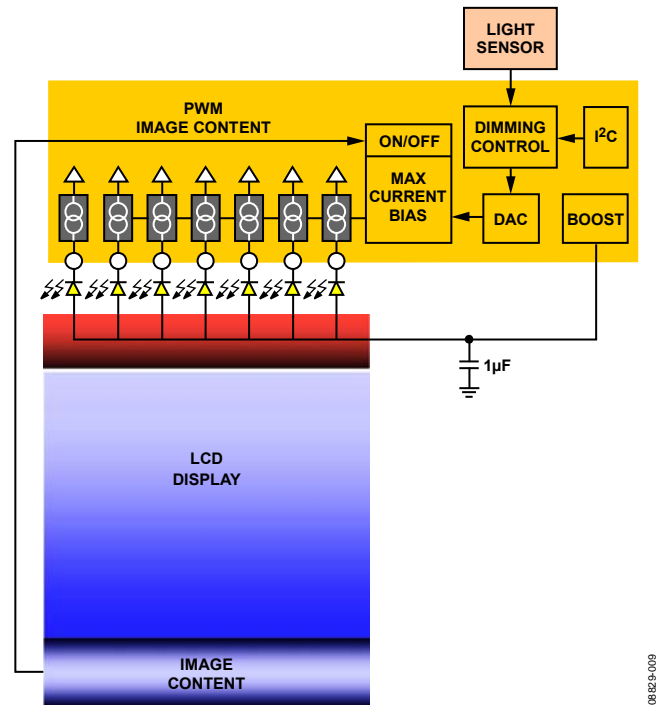 LIGHT
SENSOR
PWM
IMAGE CONTENT
ON/OFF
DIMMING
CONTROL
I²C
MAX
CURRENT
BIAS
DAC
BOOST
1µF
LCD
DISPLAY
IMAGE
CONTENT
08829-009